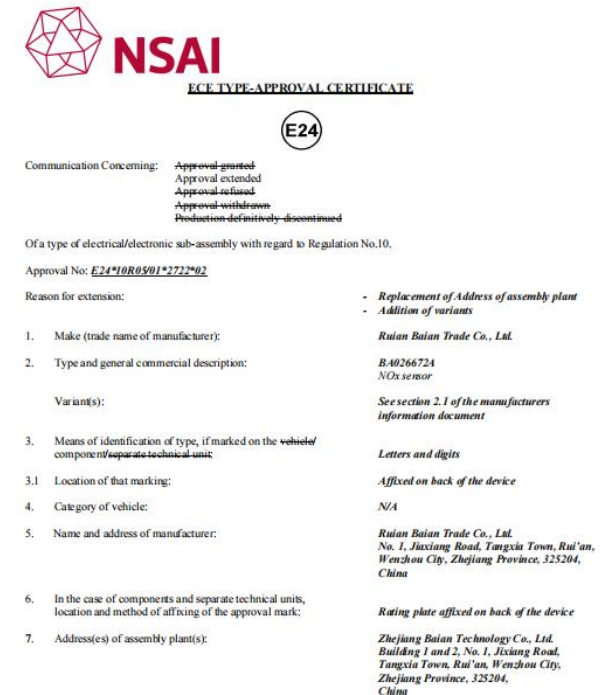 NSAI
ECE TYPE-APPROVAL CERTIFICATE
E24
Communication Concerning: Approval granted
Approval extended
Approval refused
Approval withdrawn
Production definitively discontinued
Of a type of electrical/electronic sub-assembly with regard to Regulation No.10.
Approval No: E24*10R05/01*2722*02
Reason for extension: - Replacement of Address of assembly plant
- Addition of variants
1. Make (trade name of manufacturer): Ruian Baian Trade Co., Ltd.
2. Type and general commercial description: BA026672A
NOx sensor
Variant(s): See section 2.1 of the manufacturers
information document
3. Means of identification of type, if marked on the vehicle/
component/separate technical unit: Letters and digits
3.1 Location of that marking: Affixed on back of the device
4. Category of vehicle: N/A
5. Name and address of manufacturer: Ruian Baian Trade Co., Ltd.
No. 1, Jiaxiang Road, Tangxia Town, Rui'an,
Wenzhou City, Zhejiang Province, 325204,
China
6. In the case of components and separate technical units,
location and method of affixing of the approval mark: Rating plate affixed on back of the device
7. Address(es) of assembly plant(s): Zhejiang Baian Technology Co., Ltd.
Building 1 and 2, No. 1, Jixiang Road,
Tangxia Town, Rui'an, Wenzhou City,
Zhejiang Province, 325204,
China